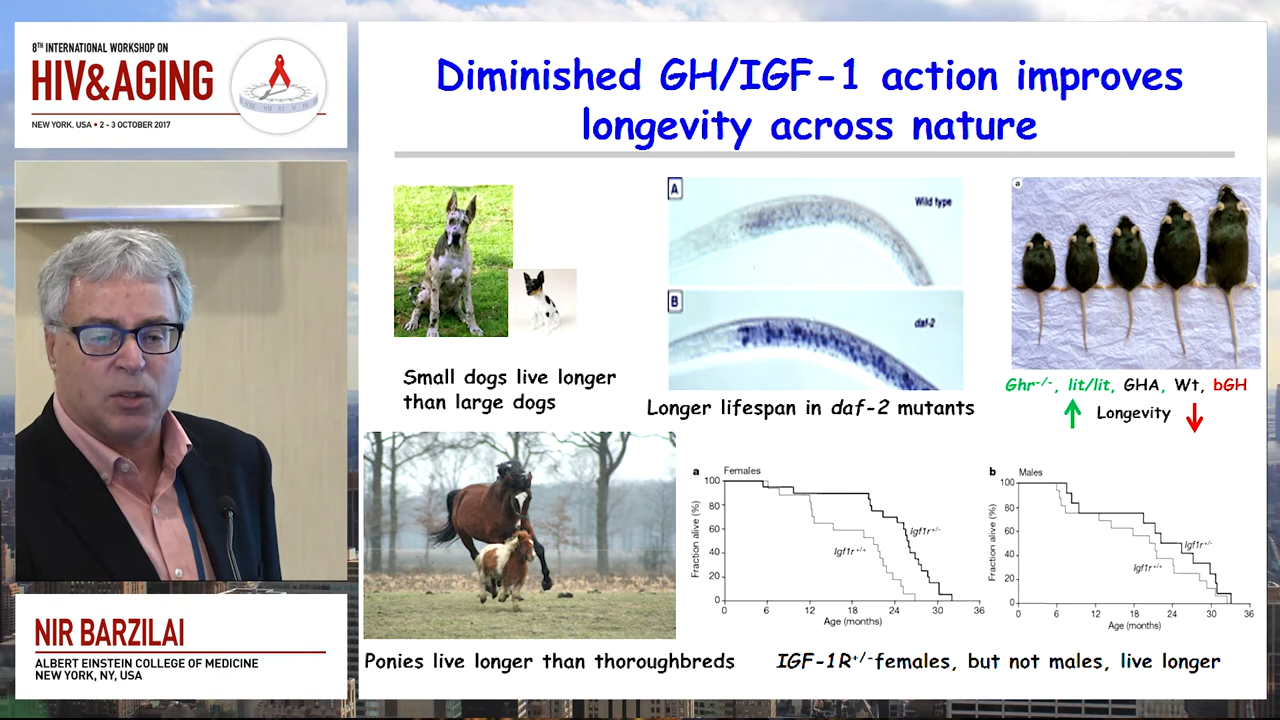 8TH INTERNATIONAL WORKSHOP ON
HIV&AGING
NEW YORK, USA • 2 - 3 OCTOBER 2017
NIR BARZILAI
ALBERT EINSTEIN COLLEGE OF MEDICINE
NEW YORK, NY, USA
Diminished GH/IGF-1 action improves
longevity across nature
Small dogs live longer
than large dogs
A
Wild type
B
daf-2
Longer lifespan in daf-2 mutants
a
Ghr-/-, lit/lit, GHA, Wt, bGH
↑ Longevity ↓
Ponies live longer than thoroughbreds
a Females
Fraction alive (%)
100
80
60
40
20
0
Igf1r+/-
Igf1r+/+
0 6 12 18 24 30 36
Age (months)
b Males
Fraction alive (%)
100
80
60
40
20
0
Igf1r+/-
Igf1r+/+
0 6 12 18 24 30 36
Age (months)
IGF-1R+/-females, but not males, live longer